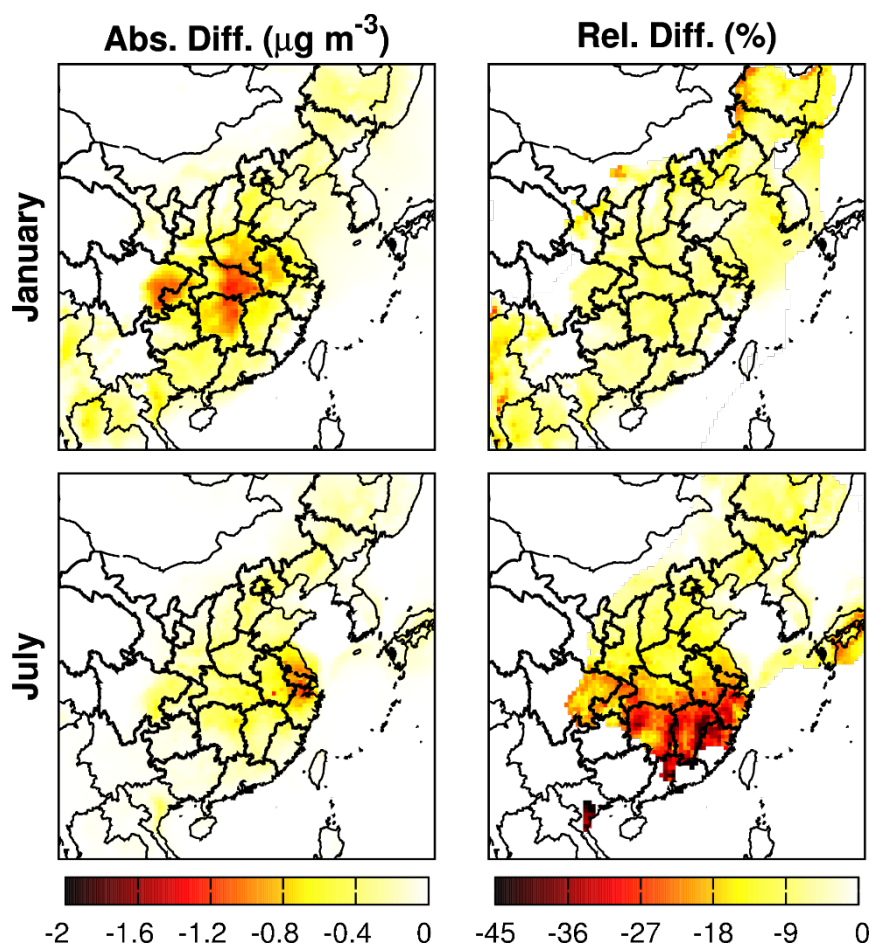 Abs. Diff. (μg m⁻³) Rel. Diff. (%)
January
July
-2 -1.6 -1.2 -0.8 -0.4 0 -45 -36 -27 -18 -9 0